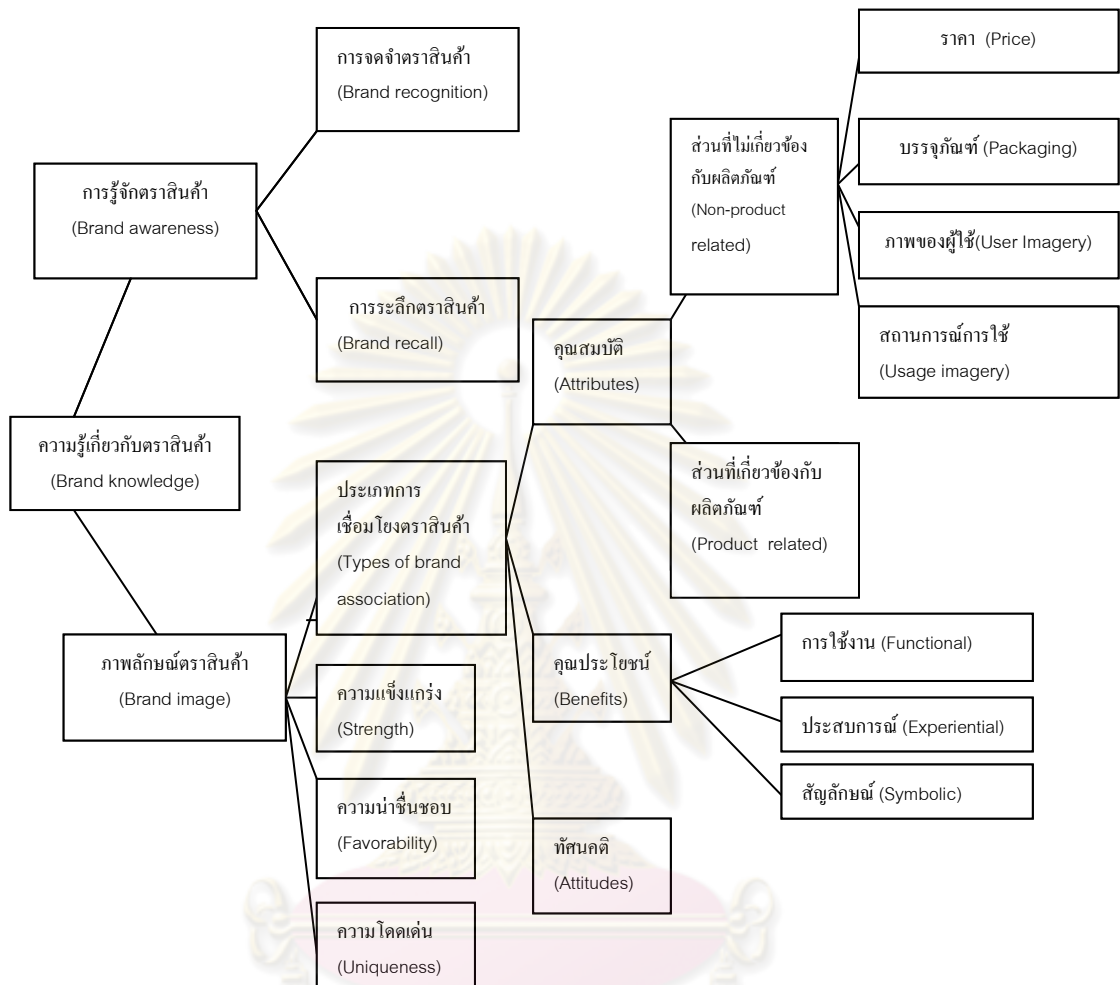 การจดจำตราสินค้า
(Brand recognition)
การรู้จักตราสินค้า
(Brand awareness)
การระลึกตราสินค้า
(Brand recall)
ความรู้เกี่ยวกับตราสินค้า
(Brand knowledge)
ภาพลักษณ์ตราสินค้า
(Brand image)
ประเภทการ
เชื่อมโยงตราสินค้า
(Types of brand
association)
ความแข็งแกร่ง
(Strength)
ความน่าชื่นชอบ
(Favorability)
ความโดดเด่น
(Uniqueness)
คุณสมบัติ
(Attributes)
คุณประโยชน์
(Benefits)
ทัศนคติ
(Attitudes)
ส่วนที่ไม่เกี่ยวข้อง
กับผลิตภัณฑ์
(Non-product
related)
ส่วนที่เกี่ยวข้องกับ
ผลิตภัณฑ์
(Product related)
ราคา (Price)
บรรจุภัณฑ์ (Packaging)
ภาพของผู้ใช้(User Imagery)
สถานการณ์การใช้
(Usage imagery)
การใช้งาน (Functional)
ประสบการณ์ (Experiential)
สัญลักษณ์ (Symbolic)